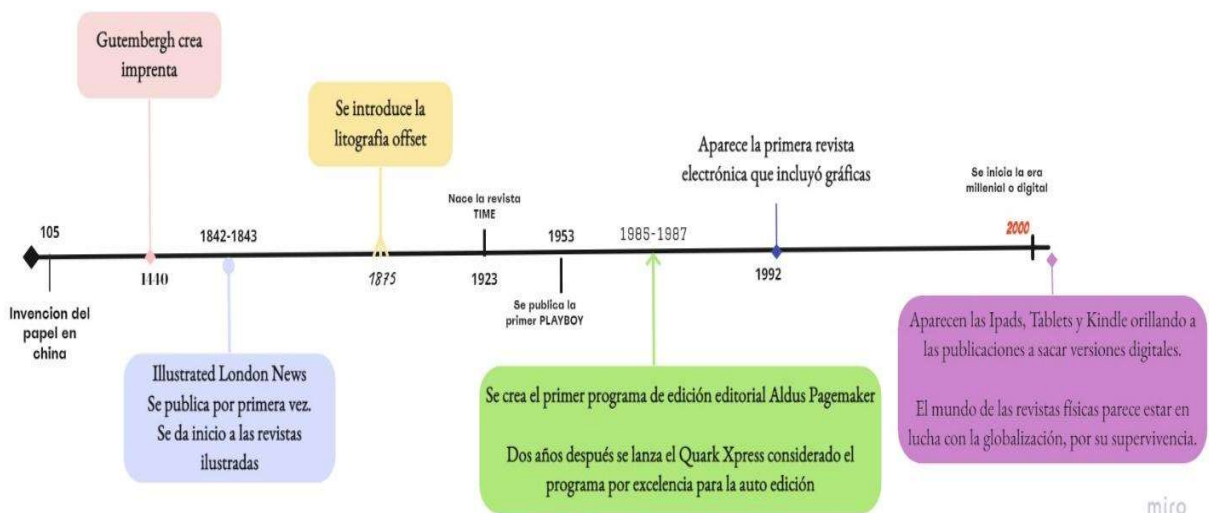 Gutembergh crea
imprenta
Se introduce la
litografia offset
Aparece la primera revista
electrónica que incluyó gráficas
Se inicia la era
millenial o digital
Nace la revista
TIME
105
1842-1843
1953
1985-1987
2000
1440
1875
1923
1992
Invencion del
papel en
china
Se publica la
primer PLAYBOY
Illustrated London News
Se publica por primera vez.
Se da inicio a las revistas
ilustradas
Se crea el primer programa de edición editorial Aldus Pagemaker
Dos años después se lanza el Quark Xpress considerado el
programa por excelencia para la auto edición
Aparecen las Ipads, Tablets y Kindle orillando a
las publicaciones a sacar versiones digitales.
El mundo de las revistas físicas parece estar en
lucha con la globalización, por su supervivencia.
miro